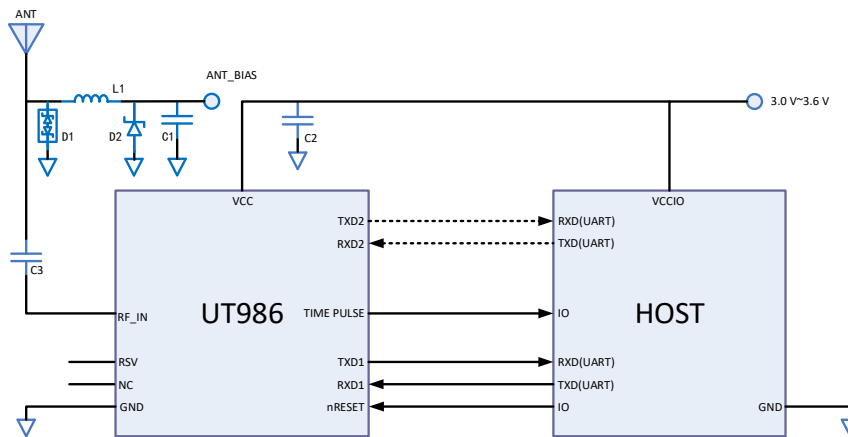 ANT
ANT_BIAS
L1
3.0 V~3.6 V
D1
D2
C1
C2
VCC
VCCIO
TXD2
RXD(UART)
RXD2
TXD(UART)
C3
UT986
HOST
RF_IN
TIME PULSE
IO
RSV
TXD1
RXD(UART)
NC
RXD1
TXD(UART)
GND
nRESET
IO
GND